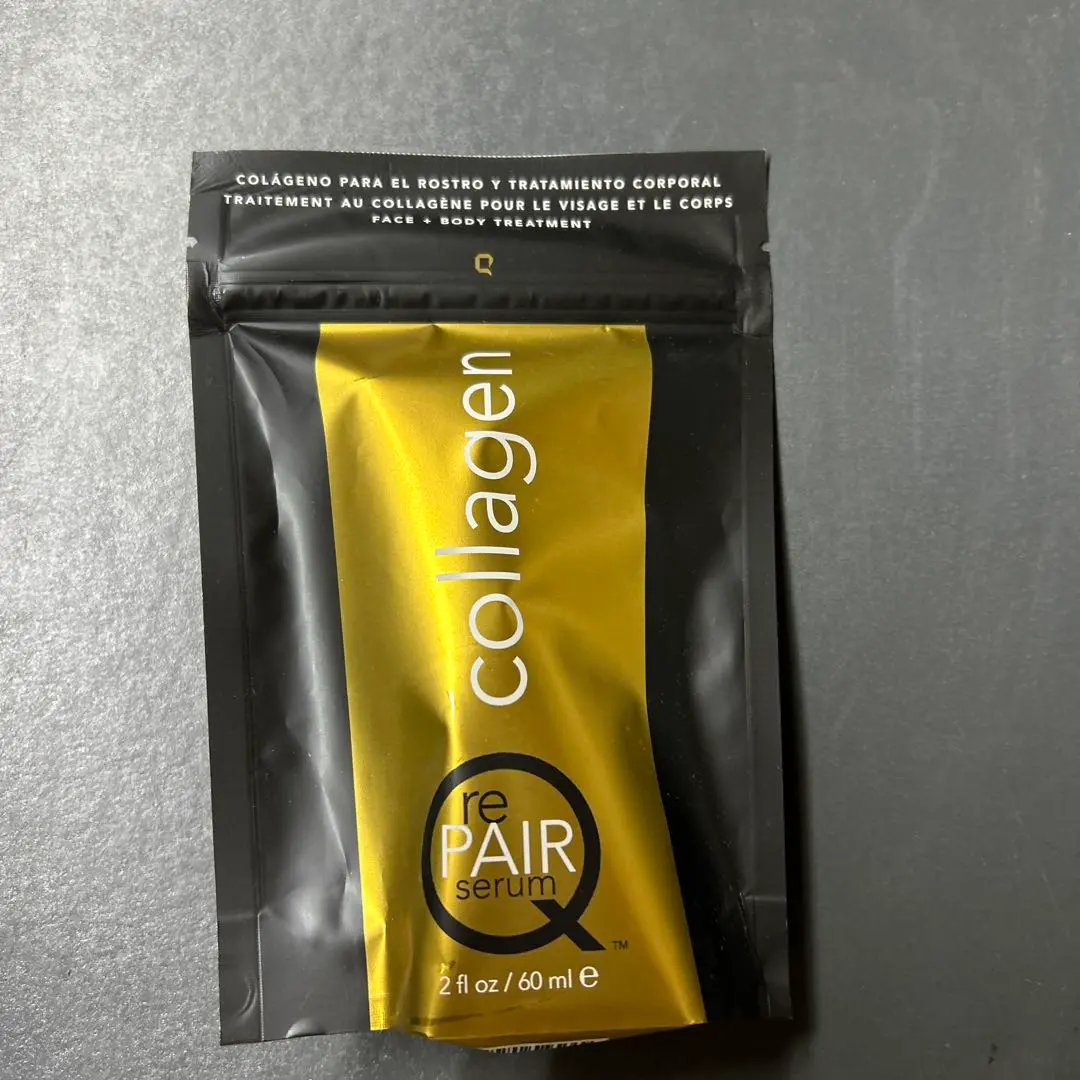 COLÁGENO PARA EL ROSTRO Y TRATAMIENTO CORPORAL
TRAITEMENT AU COLLAGÈNE POUR LE VISAGE ET LE CORPS
FACE + BODY TREATMENT
Q
collagen
re
PAIR
serum
Q™
2 fl oz / 60 ml e